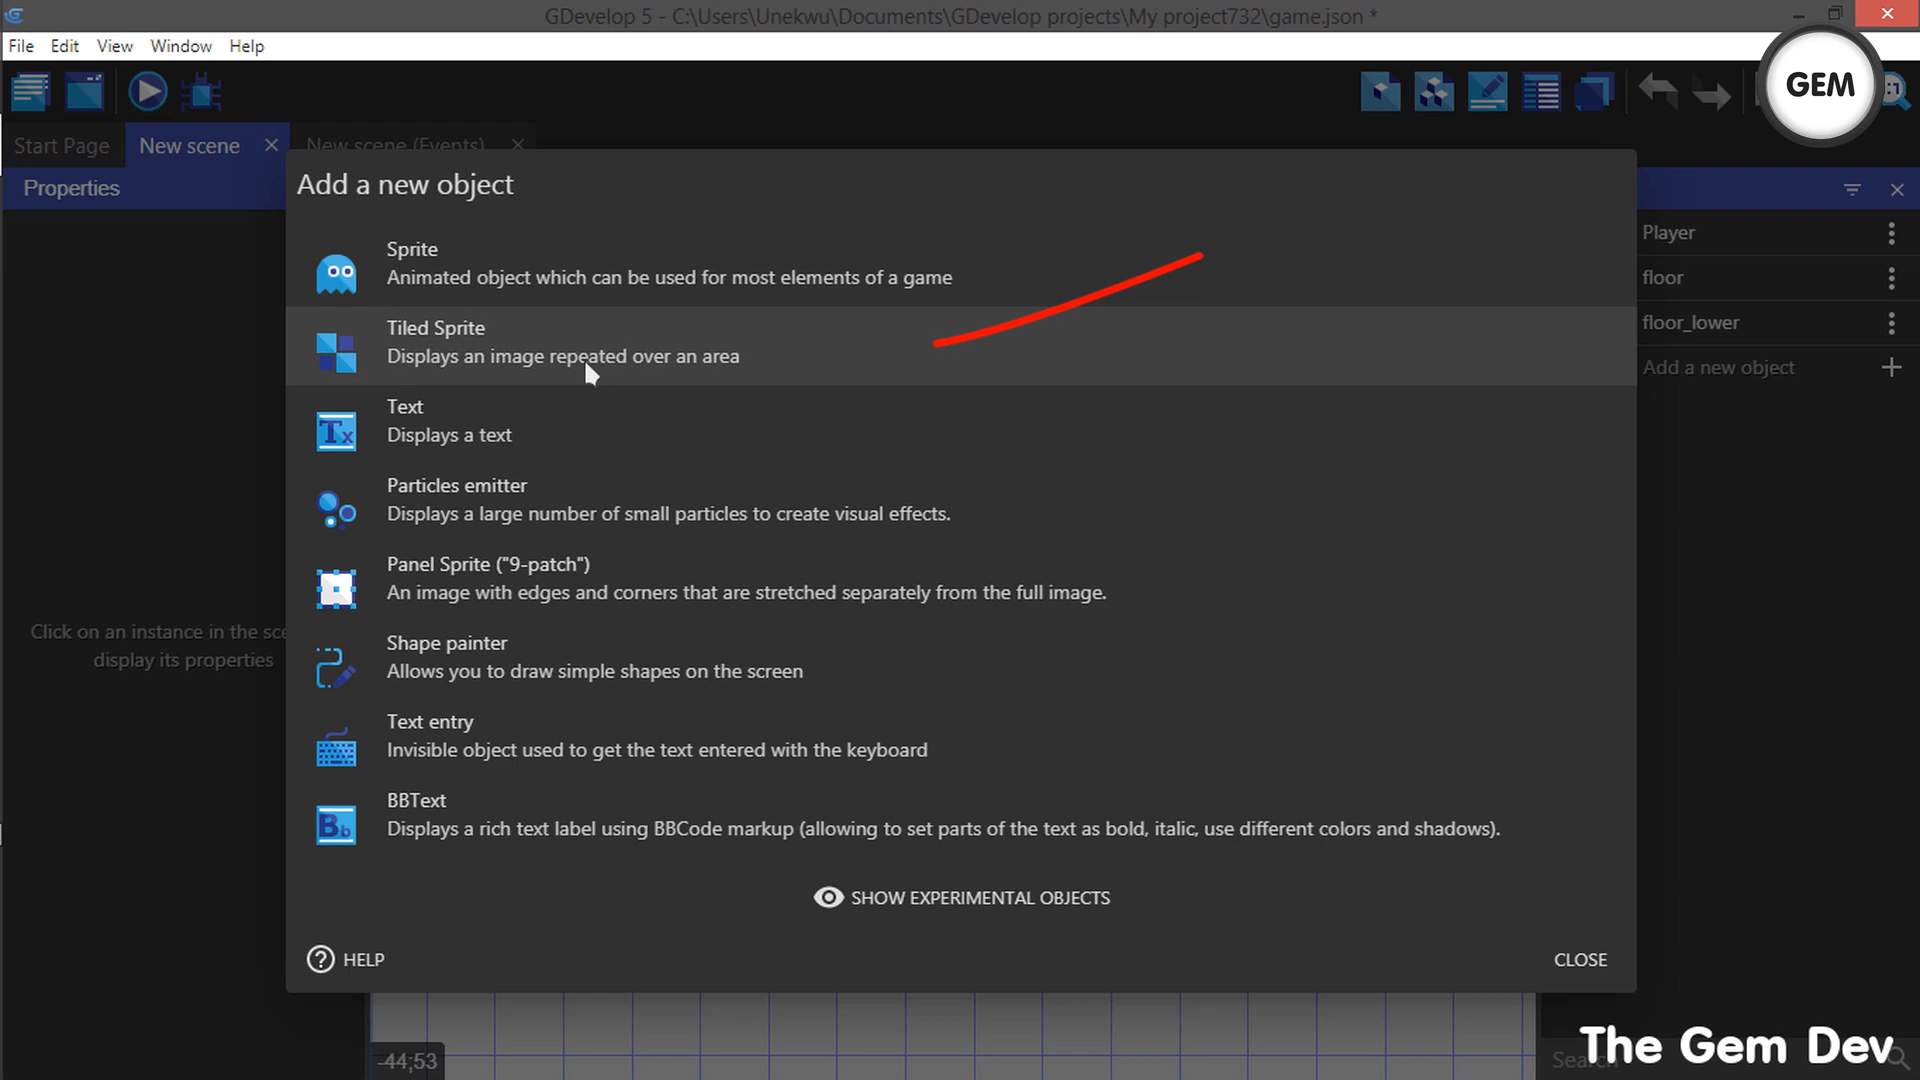 GDevelop 5 - C:\Users\Unekwu\Documents\GDevelop projects\My project732\game.json *
File Edit View Window Help
GEM
Start Page
New scene
New scene (Events)
Properties
Add a new object
Sprite
Animated object which can be used for most elements of a game
Tiled Sprite
Displays an image repeated over an area
Text
Displays a text
Particles emitter
Displays a large number of small particles to create visual effects.
Panel Sprite ("9-patch")
An image with edges and corners that are stretched separately from the full image.
Shape painter
Allows you to draw simple shapes on the screen
Text entry
Invisible object used to get the text entered with the keyboard
BBText
Displays a rich text label using BBCode markup (allowing to set parts of the text as bold, italic, use different colors and shadows).
SHOW EXPERIMENTAL OBJECTS
HELP
CLOSE
Player
floor
floor_lower
Add a new object
Click on an instance in the
display its properties
-44;53
The Gem Dev